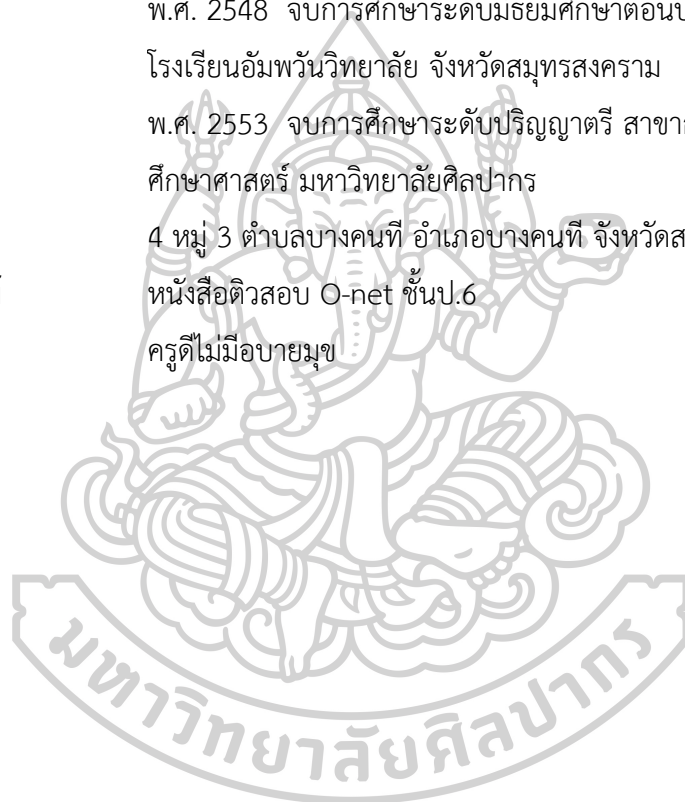 พ.ศ. 2548 จบการศึกษาระดับมัธยมศึกษาตอนป
โรงเรียนอัมพวันวิทยาลัย จังหวัดสมุทรสงคราม
พ.ศ. 2553 จบการศึกษาระดับปริญญาตรี สาขาก
ศึกษาศาสตร์ มหาวิทยาลัยศิลปากร
4 หมู่ 3 ตำบลบางคนที อำเภอบางคนที จังหวัดส
หนังสือติวสอบ O-net ชั้นป.6
ครูดีไม่มีอบายมุข
มหาวิทยาลัยศิลปากร